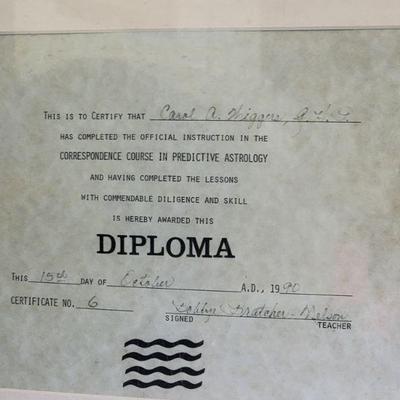 THIS IS TO CERTIFY THAT Carol A. Wiggers,
HAS COMPLETED THE OFFICIAL INSTRUCTION IN THE
CORRESPONDENCE COURSE IN PREDICTIVE ASTROLOGY
AND HAVING COMPLETED THE LESSONS
WITH COMMENDABLE DILIGENCE AND SKILL
IS HEREBY AWARDED THIS
DIPLOMA
THIS 15th DAY OF October A.D., 1990
CERTIFICATE NO. 6 Bratcher-Nelson
SIGNED
TEACHER